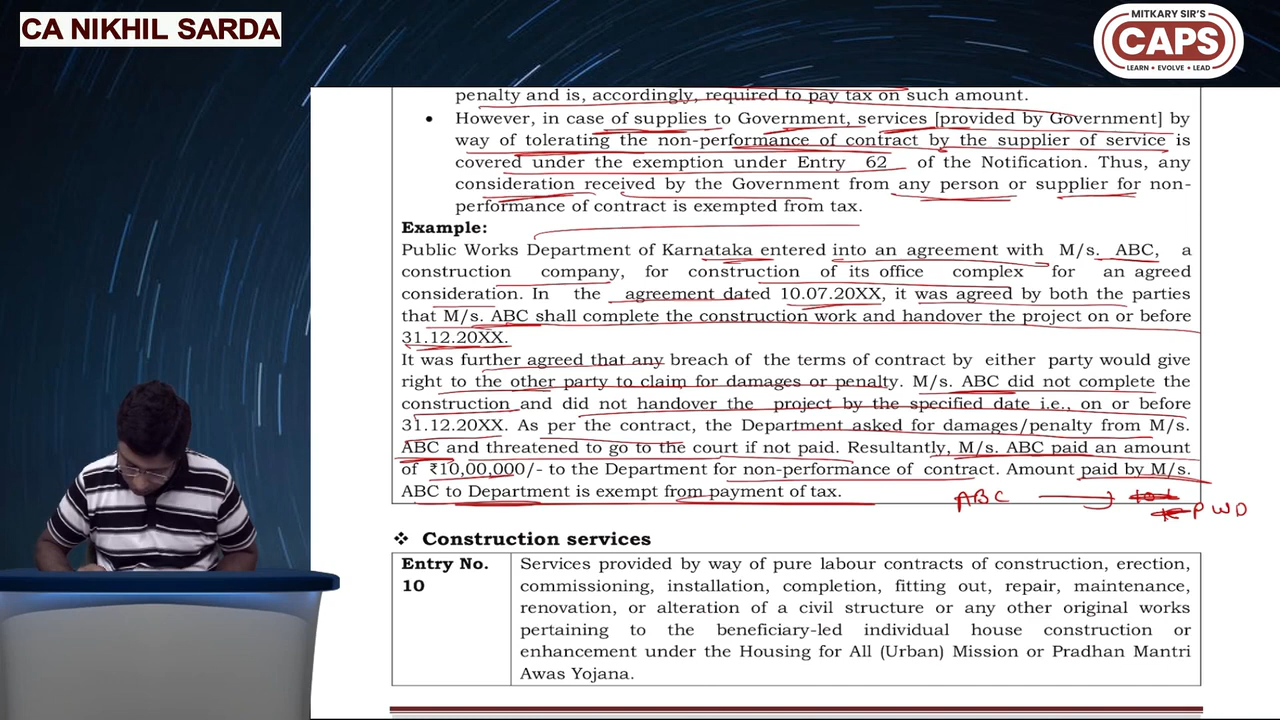 CA NIKHIL SARDA
MITKARY SIR'S
CAPS
LEARN • EVOLVE • LEAD
penalty and is, accordingly, required to pay tax on such amount.
• However, in case of supplies to Government, services [provided by Government] by
way of tolerating the non-performance of contract by the supplier of service is
covered under the exemption under Entry 62 of the Notification. Thus, any
consideration received by the Government from any person or supplier for non-
performance of contract is exempted from tax.
Example:
Public Works Department of Karnataka entered into an agreement with M/s. ABC, a
construction company, for construction of its office complex for an agreed
consideration. In the agreement dated 10.07.20XX, it was agreed by both the parties
that M/s. ABC shall complete the construction work and handover the project on or before
31.12.20XX.
It was further agreed that any breach of the terms of contract by either party would give
right to the other party to claim for damages or penalty. M/s. ABC did not complete the
construction and did not handover the project by the specified date i.e., on or before
31.12.20XX. As per the contract, the Department asked for damages/penalty from M/s.
ABC and threatened to go to the court if not paid. Resultantly, M/s. ABC paid an amount
of ₹10,00,000/- to the Department for non-performance of contract. Amount paid by M/s.
ABC to Department is exempt from payment of tax.
ABC
PWD
❖ Construction services
Entry No.
10
Services provided by way of pure labour contracts of construction, erection,
commissioning, installation, completion, fitting out, repair, maintenance,
renovation, or alteration of a civil structure or any other original works
pertaining to the beneficiary-led individual house construction or
enhancement under the Housing for All (Urban) Mission or Pradhan Mantri
Awas Yojana.